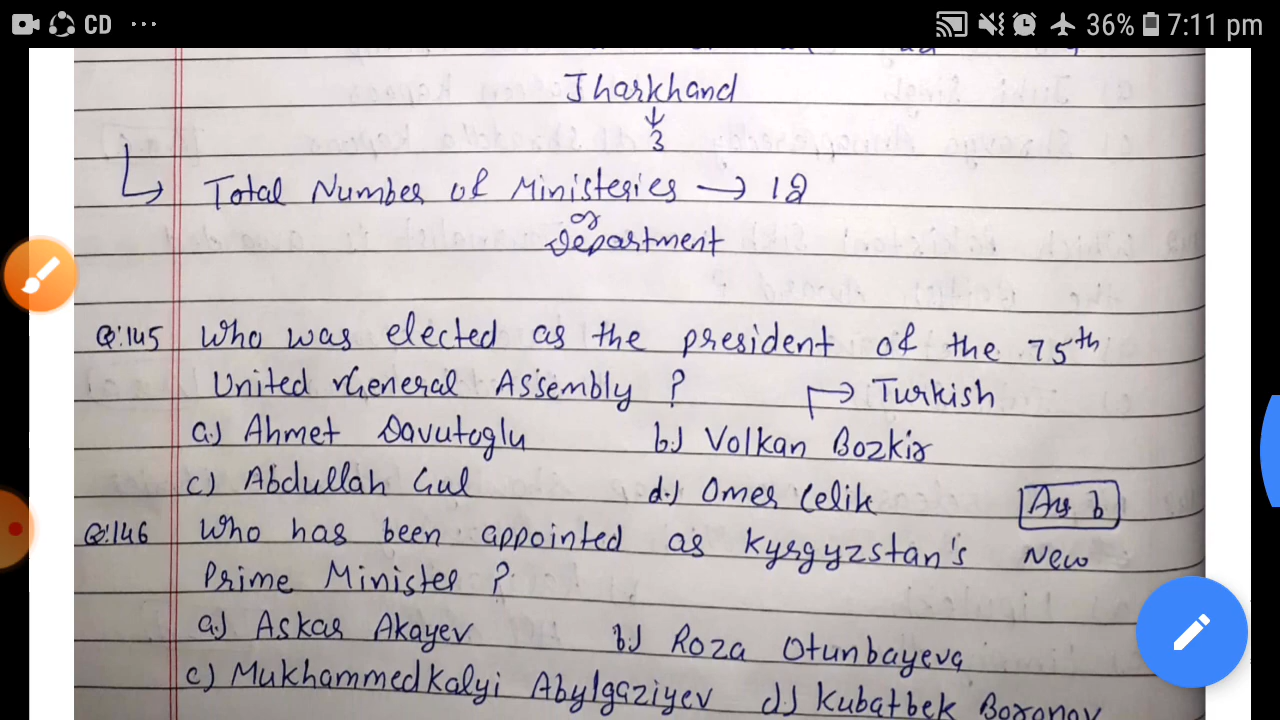 CD ... 36% 7:11 pm
Jharkhand
↓
3
Total Number of Ministeries → 12
or
Department
Q:145 Who was elected as the president of the 75th
United General Assembly ? → Turkish
a.) Ahmet Davutoglu b.) Volkan Bozkir
c) Abdullah Gul d.) Omer Celik Ans b
Q:146 Who has been appointed as Kyrgyzstan's New
Prime Minister ?
a.) Askar Akayev b.) Roza Otunbayeva
c) Mukhammedkalyi Abylgaziyev d.) Kubatbek Boronov